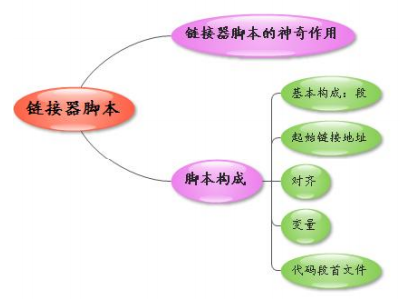 链接器脚本的神奇作用
链接器脚本
基本构成：段
起始链接地址
脚本构成
对齐
变量
代码段首文件